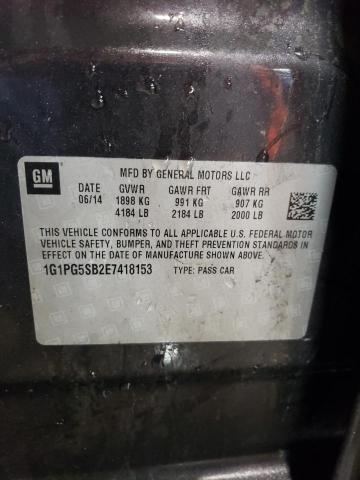 GM
MFD BY GENERAL MOTORS LLC
DATE GVWR GAWR FRT GAWR RR
06/14 1898 KG 991 KG 907 KG
4184 LB 2184 LB 2000 LB
THIS VEHICLE CONFORMS TO ALL APPLICABLE U.S. FEDERAL MOTOR
VEHICLE SAFETY, BUMPER, AND THEFT PREVENTION STANDARDS IN
EFFECT ON THE DATE OF MANUFACTURE SHOWN ABOVE.
1G1PG5SB2E7418153 TYPE: PASS CAR